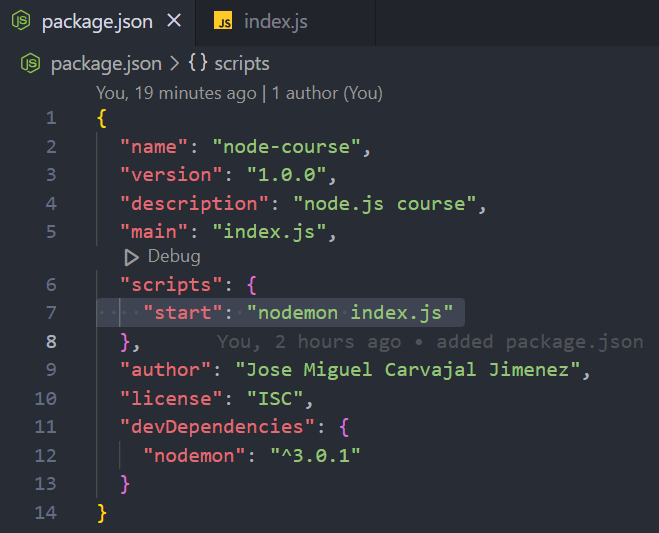 package.json
JS index.js
package.json > {} scripts
You, 19 minutes ago | 1 author (You)
1 {
2 "name": "node-course",
3 "version": "1.0.0",
4 "description": "node.js course",
5 "main": "index.js",
Debug
6 "scripts": {
7 "start": "nodemon index.js"
8 }, You, 2 hours ago • added package.json
9 "author": "Jose Miguel Carvajal Jimenez",
10 "license": "ISC",
11 "devDependencies": {
12 "nodemon": "^3.0.1"
13 }
14 }